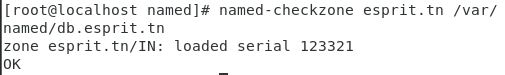 [root@localhost named]# named-checkzone esprit.tn /var/
named/db.esprit.tn
zone esprit.tn/IN: loaded serial 123321
OK